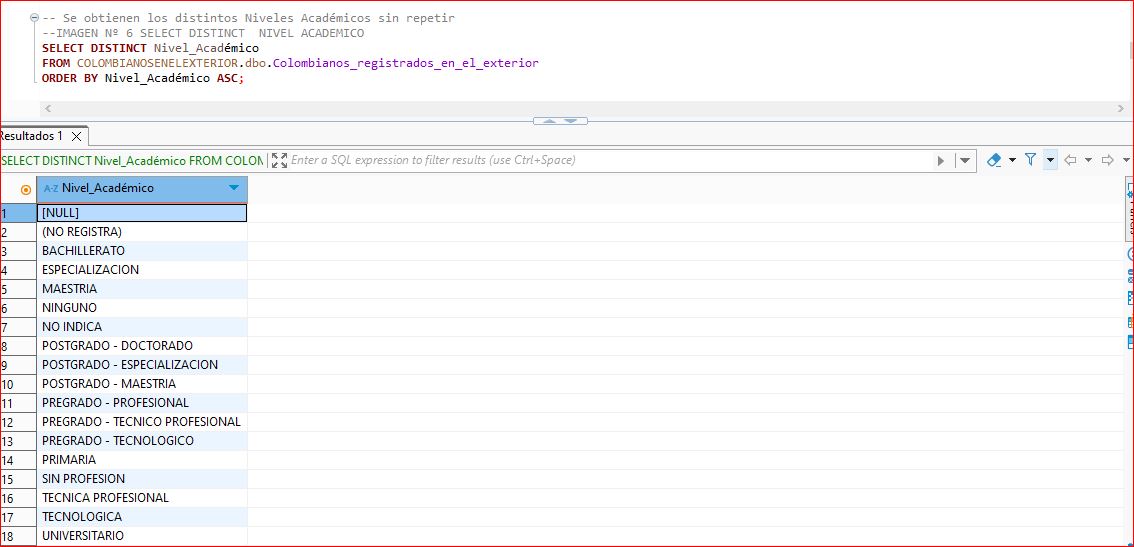 -- Se obtienen los distintos Niveles Académicos sin repetir
--IMAGEN Nº 6 SELECT DISTINCT  NIVEL ACADEMICO
SELECT DISTINCT Nivel_Académico
FROM COLOMBIANOSENELEXTERIOR.dbo.Colombianos_registrados_en_el_exterior
ORDER BY Nivel_Académico ASC;
Resultados 1
SELECT DISTINCT Nivel_Académico FROM COLOM
Enter a SQL expression to filter results (use Ctrl+Space)
A-Z Nivel_Académico
1 [NULL]
2 (NO REGISTRA)
3 BACHILLERATO
4 ESPECIALIZACION
5 MAESTRIA
6 NINGUNO
7 NO INDICA
8 POSTGRADO - DOCTORADO
9 POSTGRADO - ESPECIALIZACION
10 POSTGRADO - MAESTRIA
11 PREGRADO - PROFESIONAL
12 PREGRADO - TECNICO PROFESIONAL
13 PREGRADO - TECNOLOGICO
14 PRIMARIA
15 SIN PROFESION
16 TECNICA PROFESIONAL
17 TECNOLOGICA
18 UNIVERSITARIO